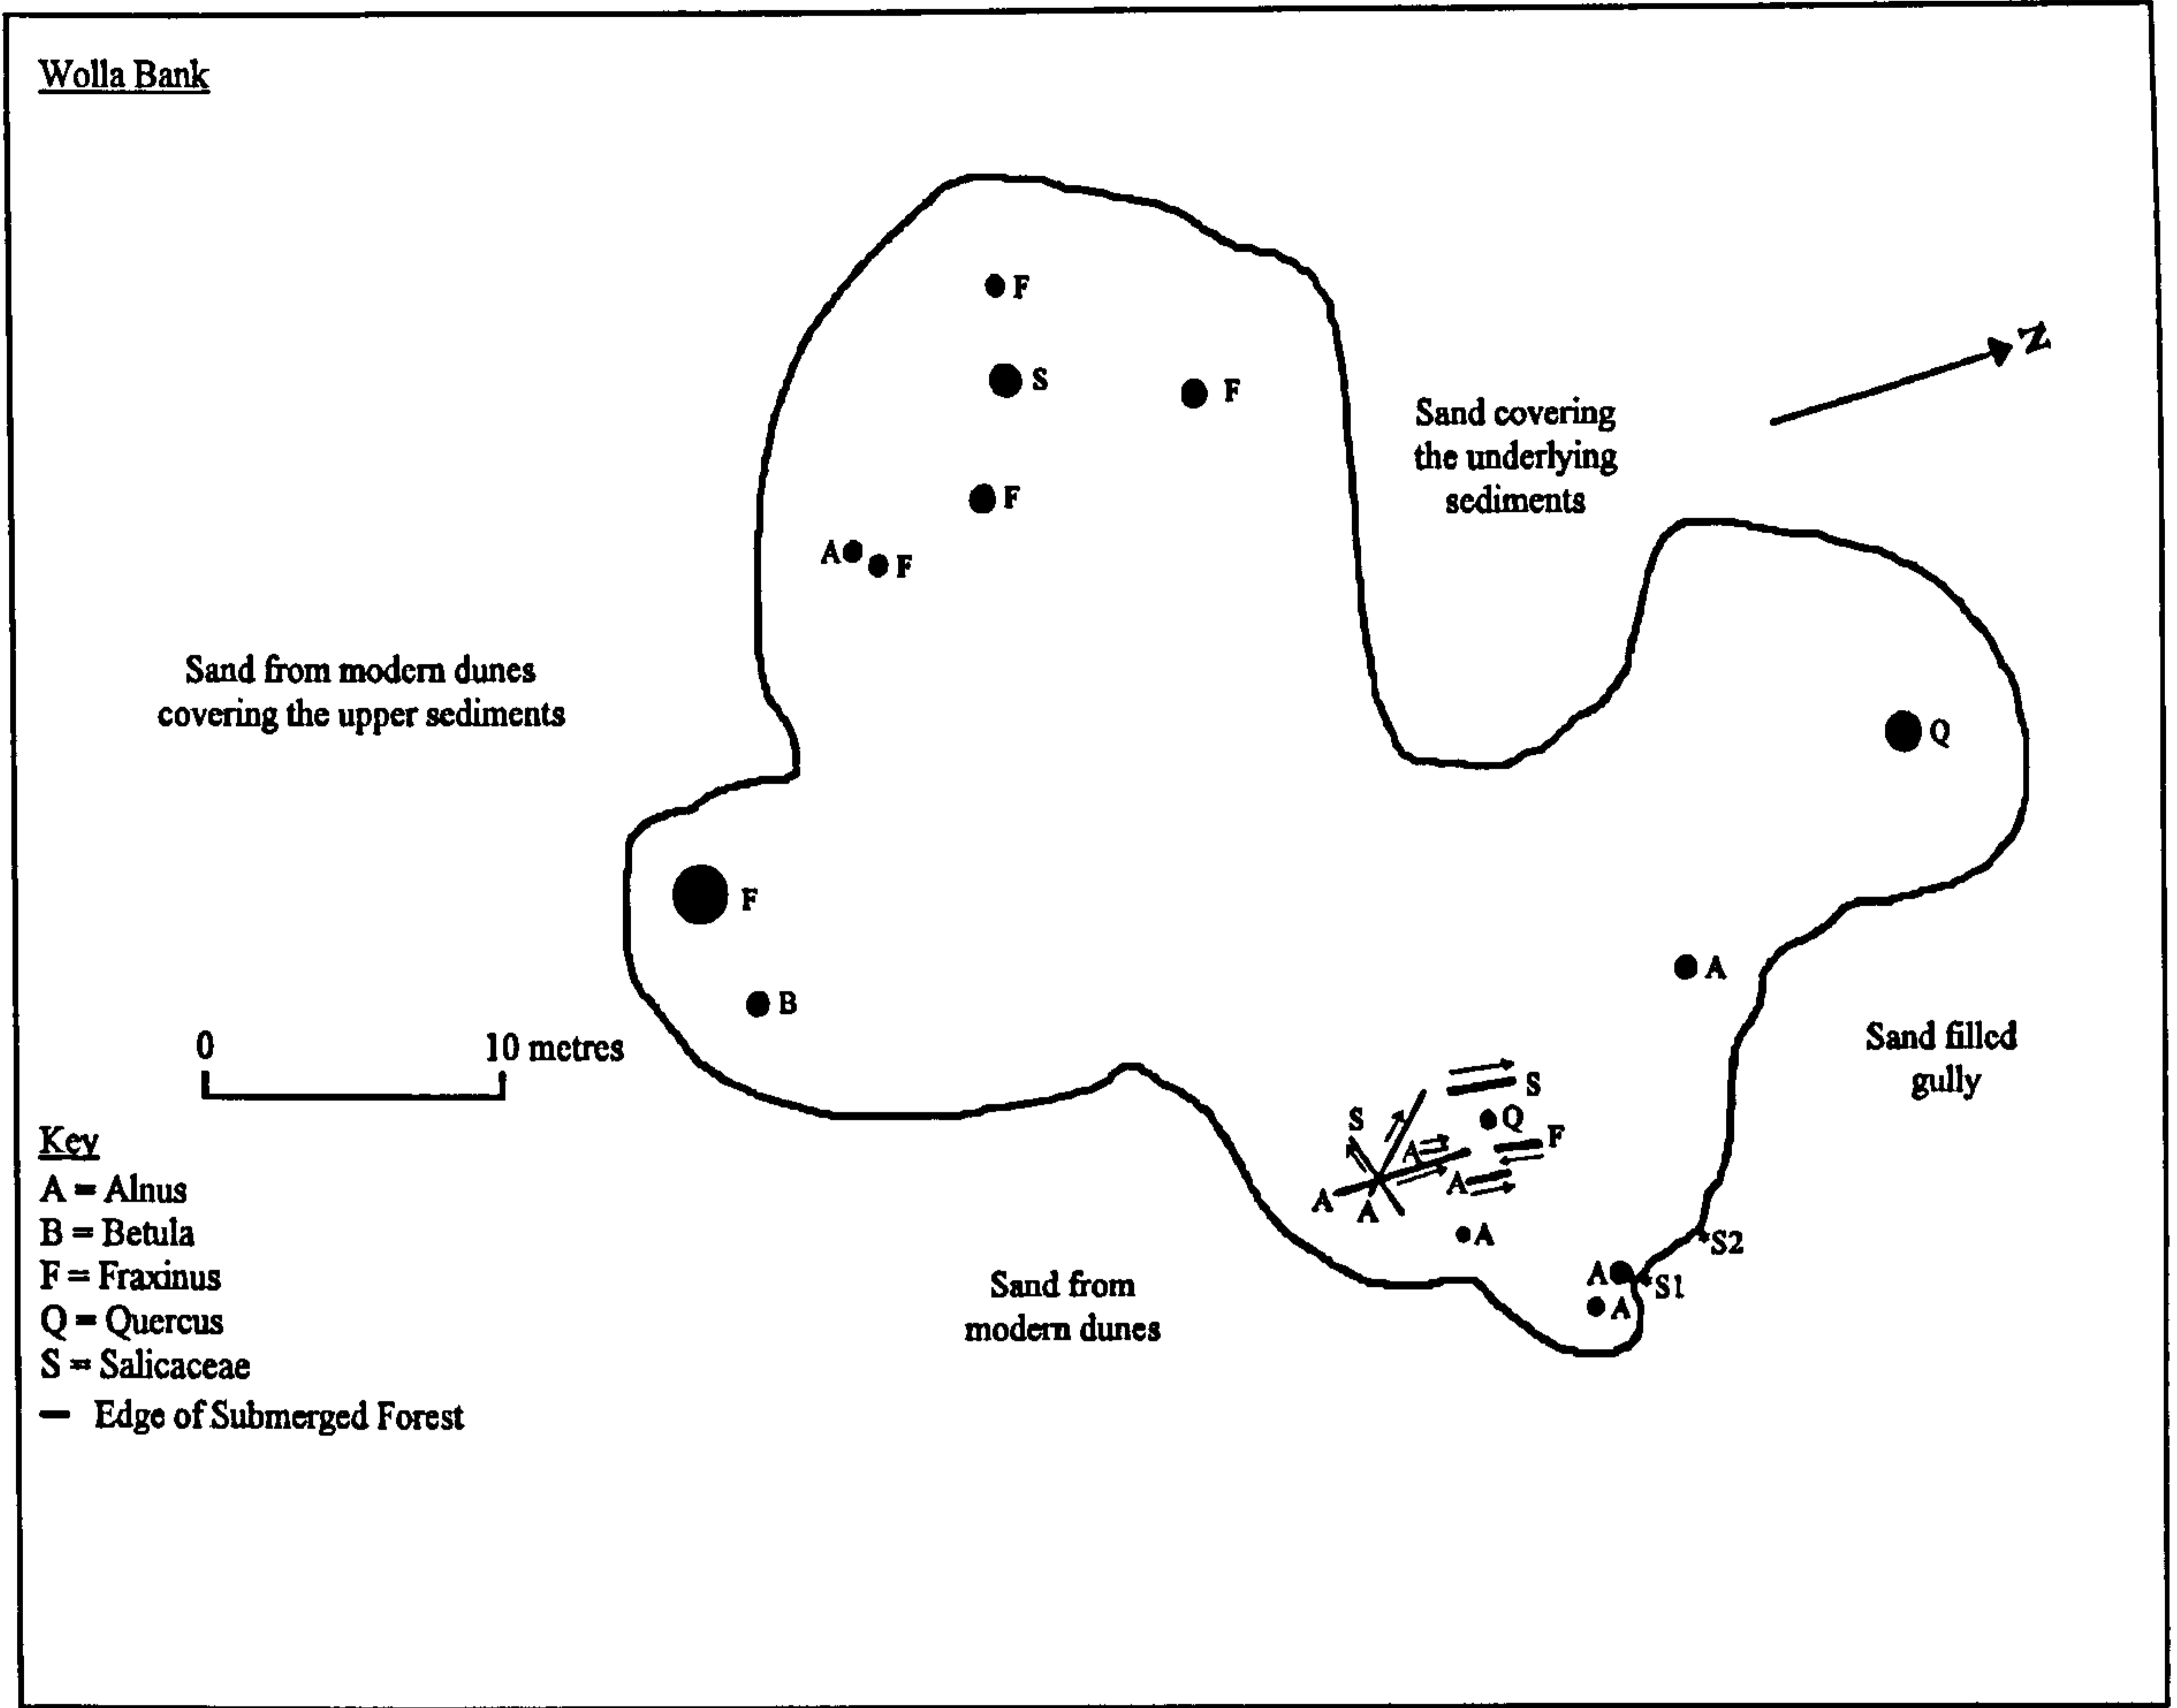 Wolla Bank
F
S
F
N
Sand covering
the underlying
sediments
F
A
F
Sand from modern dunes
covering the upper sediments
Q
F
A
B
Sand filled
gully
0 10 metres
S
S
Q
F
A
A
A
A
A
S2
A
S1
A
Sand from
modern dunes
Key
A = Alnus
B = Betula
F = Fraxinus
Q = Quercus
S = Salicaceae
Edge of Submerged Forest